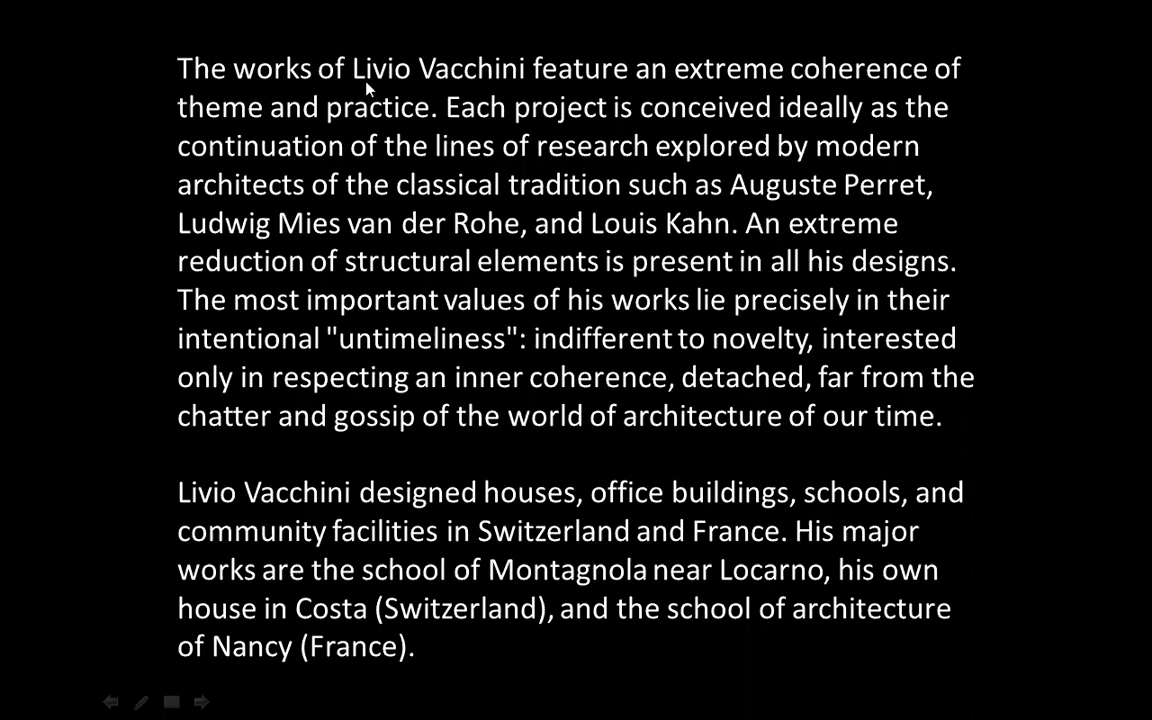 The works of Livio Vacchini feature an extreme coherence of
theme and practice. Each project is conceived ideally as the
continuation of the lines of research explored by modern
architects of the classical tradition such as Auguste Perret,
Ludwig Mies van der Rohe, and Louis Kahn. An extreme
reduction of structural elements is present in all his designs.
The most important values of his works lie precisely in their
intentional "untimeliness": indifferent to novelty, interested
only in respecting an inner coherence, detached, far from the
chatter and gossip of the world of architecture of our time.
Livio Vacchini designed houses, office buildings, schools, and
community facilities in Switzerland and France. His major
works are the school of Montagnola near Locarno, his own
house in Costa (Switzerland), and the school of architecture
of Nancy (France).